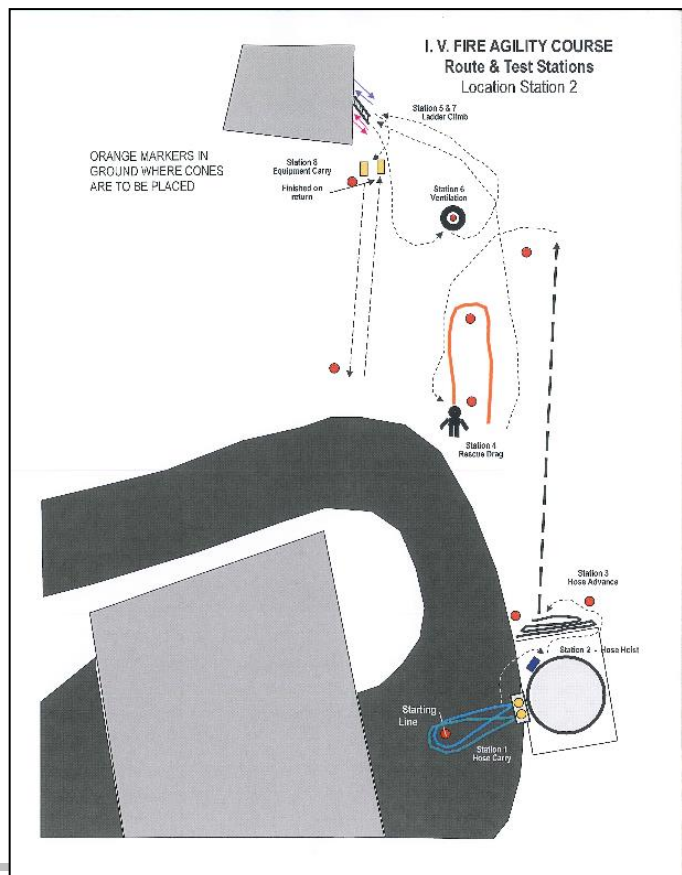 I. V. FIRE AGILITY COURSE
Route & Test Stations
Location Station 2
Station 5 & 7
Ladder Climb
ORANGE MARKERS IN
GROUND WHERE CONES
ARE TO BE PLACED
Station 8
Equipment Carry
Finished on
return
Station 6
Ventilation
Station 4
Rescue Drag
Station 3
Hose Advance
Station 2 - Hose Hoist
Starting
Line
Station 1
Hose Carry